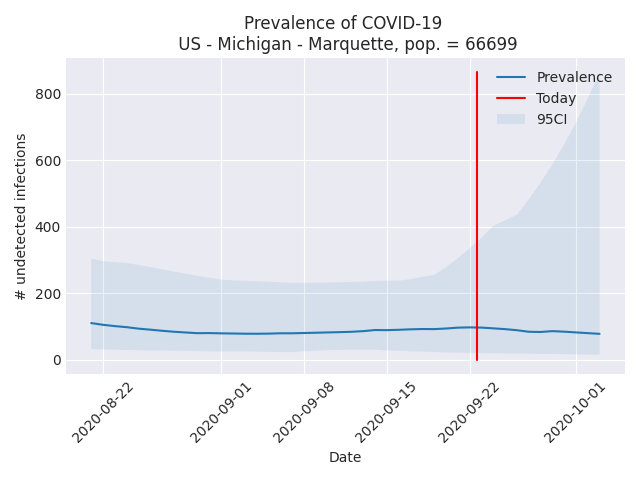 Prevalence of COVID-19
US - Michigan - Marquette, pop. = 66699
Prevalence
Today
95CI
800
600
400
200
0
# undetected infections
2020-08-22
2020-09-01
2020-09-08
2020-09-15
2020-09-22
2020-10-01
Date